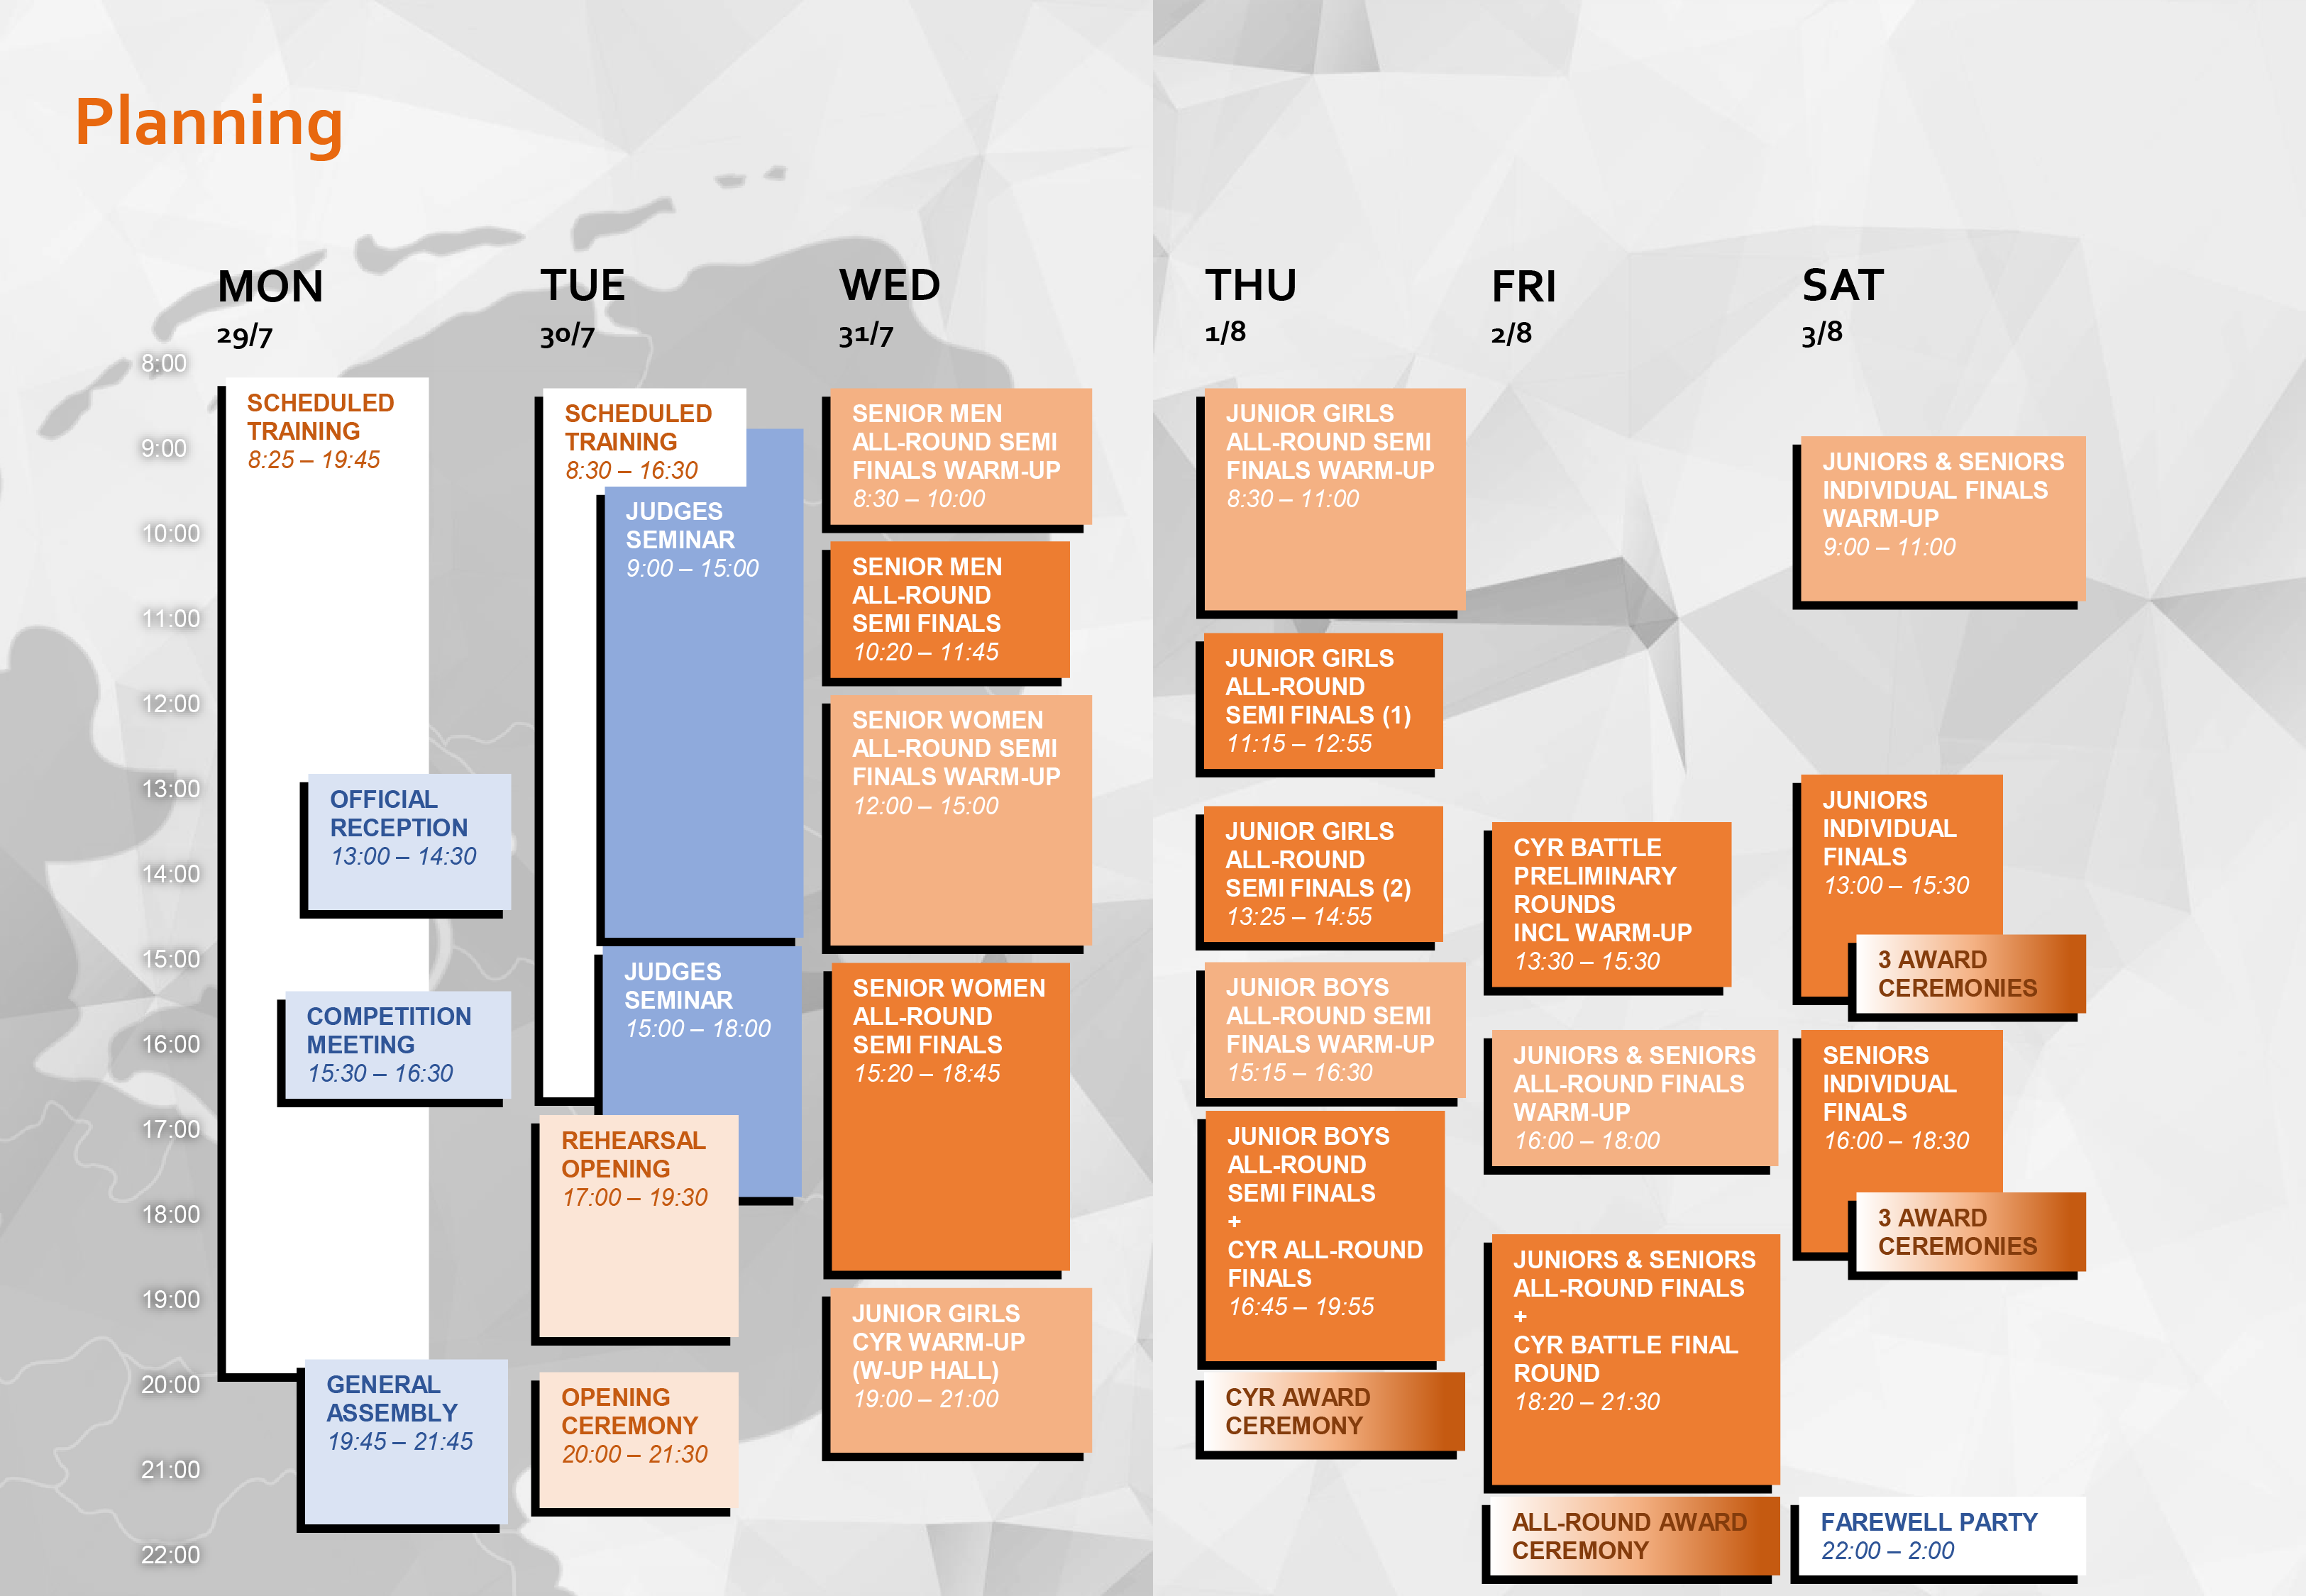 Planning
MON
29/7
TUE
30/7
WED
31/7
THU
1/8
FRI
2/8
SAT
3/8
8:00
9:00
10:00
11:00
12:00
13:00
14:00
15:00
16:00
17:00
18:00
19:00
20:00
21:00
22:00
SCHEDULED
TRAINING
8:25 – 19:45
OFFICIAL
RECEPTION
13:00 – 14:30
COMPETITION
MEETING
15:30 – 16:30
GENERAL
ASSEMBLY
19:45 – 21:45
SCHEDULED
TRAINING
8:30 – 16:30
JUDGES
SEMINAR
9:00 – 15:00
JUDGES
SEMINAR
15:00 – 18:00
REHEARSAL
OPENING
17:00 – 19:30
OPENING
CEREMONY
20:00 – 21:30
SENIOR MEN
ALL-ROUND SEMI
FINALS WARM-UP
8:30 – 10:00
SENIOR MEN
ALL-ROUND
SEMI FINALS
10:20 – 11:45
SENIOR WOMEN
ALL-ROUND SEMI
FINALS WARM-UP
12:00 – 15:00
SENIOR WOMEN
ALL-ROUND
SEMI FINALS
15:20 – 18:45
JUNIOR GIRLS
CYR WARM-UP
(W-UP HALL)
19:00 – 21:00
JUNIOR GIRLS
ALL-ROUND SEMI
FINALS WARM-UP
8:30 – 11:00
JUNIOR GIRLS
ALL-ROUND
SEMI FINALS (1)
11:15 – 12:55
JUNIOR GIRLS
ALL-ROUND
SEMI FINALS (2)
13:25 – 14:55
JUNIOR BOYS
ALL-ROUND SEMI
FINALS WARM-UP
15:15 – 16:30
JUNIOR BOYS
ALL-ROUND
SEMI FINALS
+
CYR ALL-ROUND
FINALS
16:45 – 19:55
CYR AWARD
CEREMONY
CYR BATTLE
PRELIMINARY
ROUNDS
INCL WARM-UP
13:30 – 15:30
JUNIORS & SENIORS
ALL-ROUND FINALS
WARM-UP
16:00 – 18:00
JUNIORS & SENIORS
ALL-ROUND FINALS
+
CYR BATTLE FINAL
ROUND
18:20 – 21:30
ALL-ROUND AWARD
CEREMONY
JUNIORS & SENIORS
INDIVIDUAL FINALS
WARM-UP
9:00 – 11:00
JUNIORS
INDIVIDUAL
FINALS
13:00 – 15:30
3 AWARD
CEREMONIES
SENIORS
INDIVIDUAL
FINALS
16:00 – 18:30
3 AWARD
CEREMONIES
FAREWELL PARTY
22:00 – 2:00